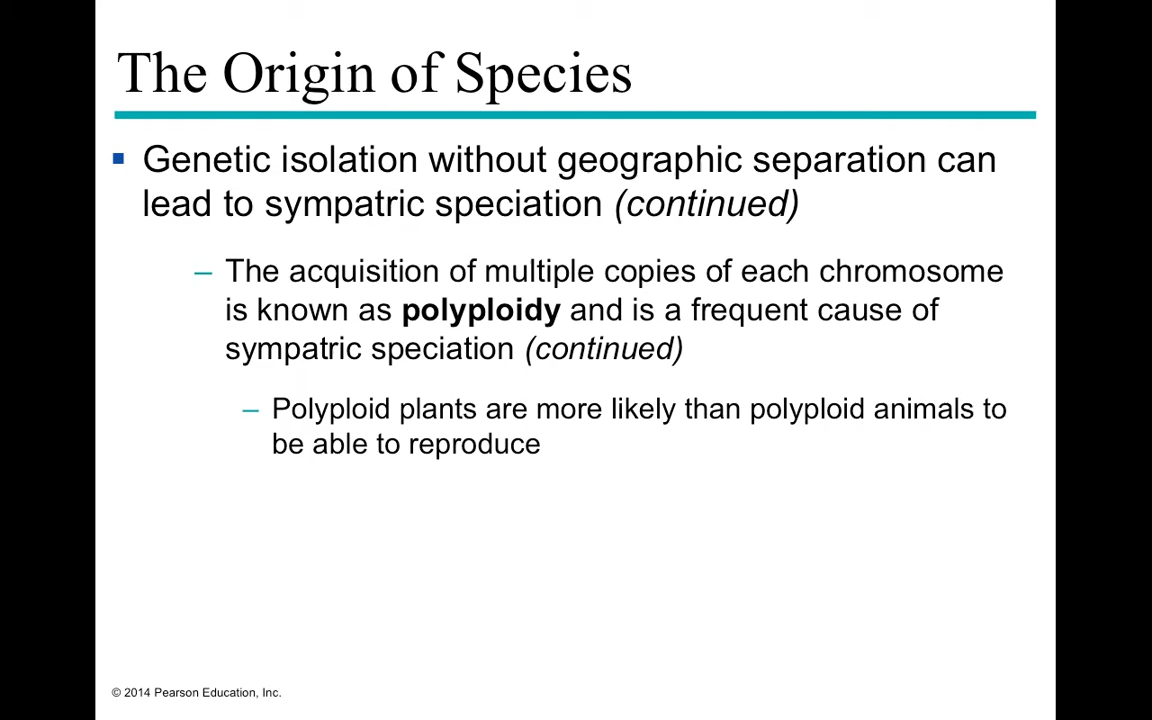 The Origin of Species
▪ Genetic isolation without geographic separation can
lead to sympatric speciation (continued)
– The acquisition of multiple copies of each chromosome
is known as polyploidy and is a frequent cause of
sympatric speciation (continued)
– Polyploid plants are more likely than polyploid animals to
be able to reproduce
© 2014 Pearson Education, Inc.